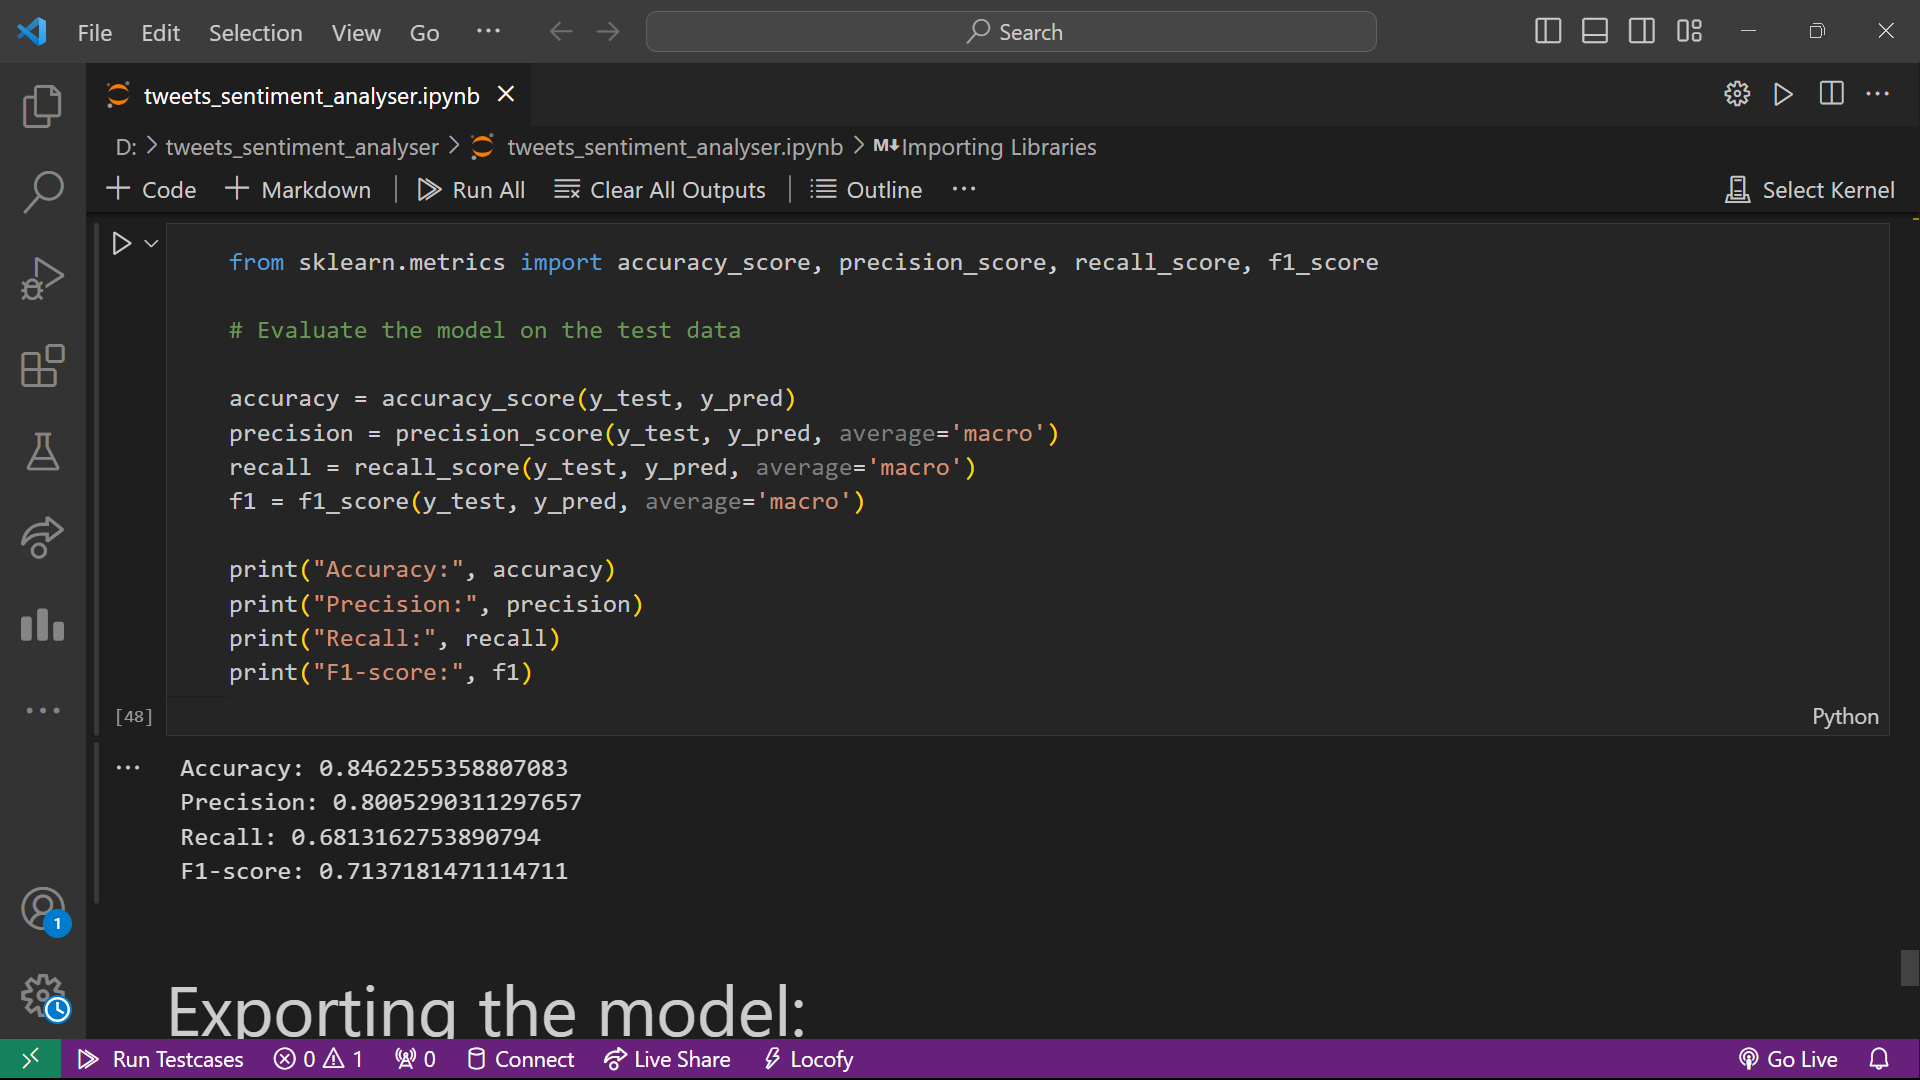 File Edit Selection View Go ··· Search
tweets_sentiment_analyser.ipynb
D: > tweets_sentiment_analyser > tweets_sentiment_analyser.ipynb > M↓Importing Libraries
+ Code + Markdown | Run All Clear All Outputs | Outline ··· Select Kernel
from sklearn.metrics import accuracy_score, precision_score, recall_score, f1_score
# Evaluate the model on the test data
accuracy = accuracy_score(y_test, y_pred)
precision = precision_score(y_test, y_pred, average='macro')
recall = recall_score(y_test, y_pred, average='macro')
f1 = f1_score(y_test, y_pred, average='macro')
print("Accuracy:", accuracy)
print("Precision:", precision)
print("Recall:", recall)
print("F1-score:", f1)
[48] Python
Accuracy: 0.8462255358807083
Precision: 0.8005290311297657
Recall: 0.6813162753890794
F1-score: 0.7137181471114711
1
Exporting the model:
Run Testcases 0 1 0 Connect Live Share Locofy Go Live